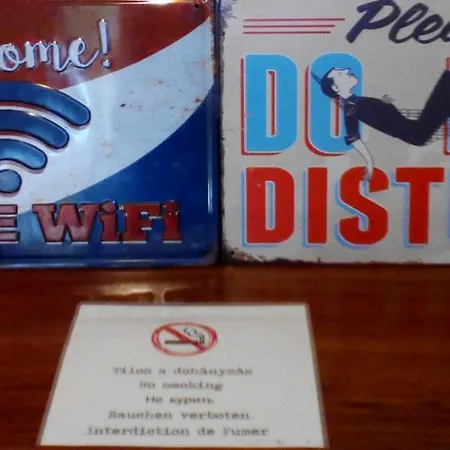 ome!
E WiFi
Plea
DO
DIST
Tilos a dohányzás
No smoking
Не курить
Rauchen verboten
Interdiction de Fumer